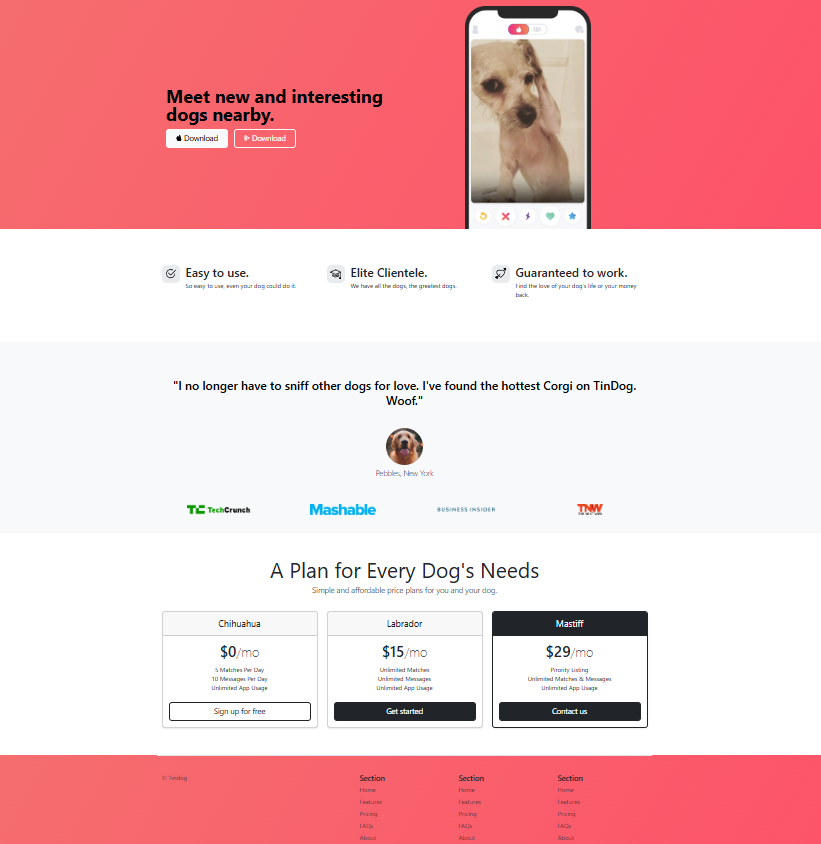 Meet new and interesting
dogs nearby.
Download
Download
Easy to use.
So easy to use, even your dog could do it.
Elite Clientele.
We have all the dogs, the greatest dogs.
Guaranteed to work.
Find the love of your dog's life or your money
back.
"I no longer have to sniff other dogs for love. I've found the hottest Corgi on TinDog.
Woof."
Pebbles, New York
TC TechCrunch
Mashable
BUSINESS INSIDER
TNW
A Plan for Every Dog's Needs
Simple and affordable price plans for you and your dog.
Chihuahua
$0/mo
5 Matches Per Day
10 Messages Per Day
Unlimited App Usage
Sign up for free
Labrador
$15/mo
Unlimited Matches
Unlimited Messages
Unlimited App Usage
Get started
Mastiff
$29/mo
Pirority Listing
Unlimited Matches & Messages
Unlimited App Usage
Contact us
© Tindog
Section
Home
Features
Pricing
FAQs
About
Section
Home
Features
Pricing
FAQs
About
Section
Home
Features
Pricing
FAQs
About